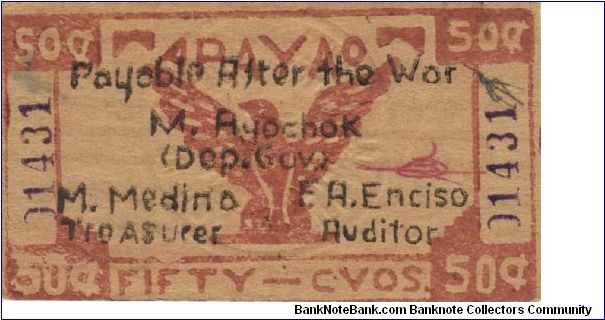 50¢ APAYAO 50¢
Payable After the War
M. Ayochok
(Dep.Gov)
M. Medina F.A.Enciso
TreAsurer Auditor
01431 01431
50¢ FIFTY — CVOS. 50¢
BankNoteBank.com Banknote Collectors Community